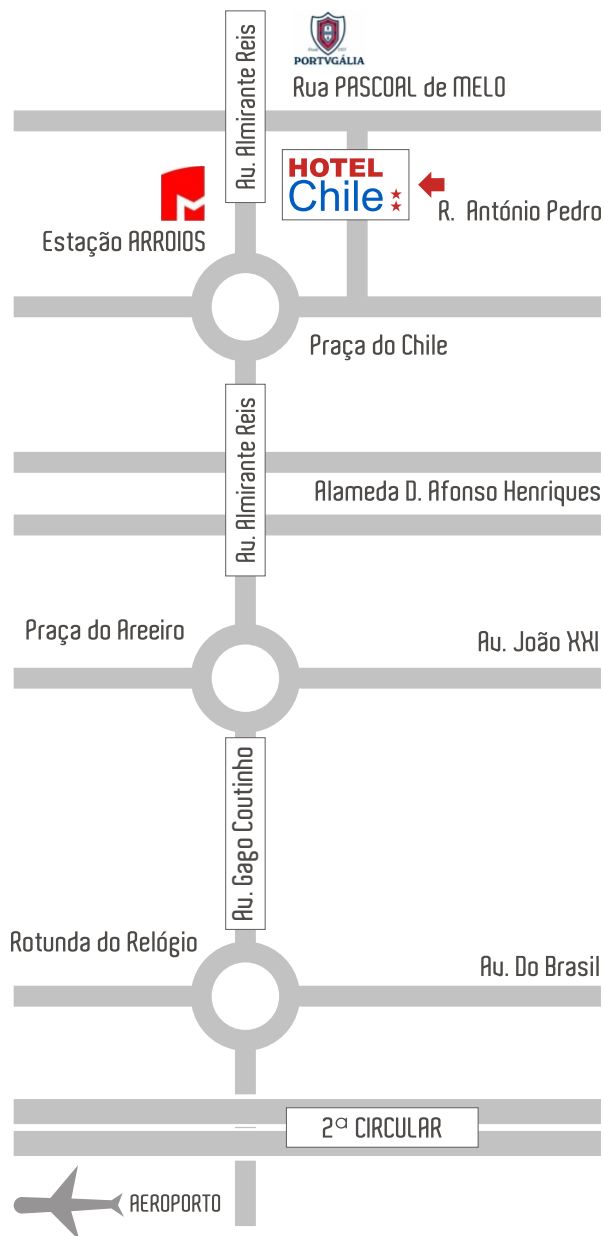 PORTVGÁLIA
Rua PASCOAL de MELO
Av. Almirante Reis
HOTEL
Chile
R. António Pedro
Estação ARROIOS
Praça do Chile
Av. Almirante Reis
Alameda D. Afonso Henriques
Praça do Areeiro
Av. João XXI
Av. Gago Coutinho
Rotunda do Relógio
Av. Do Brasil
2ª CIRCULAR
AEROPORTO